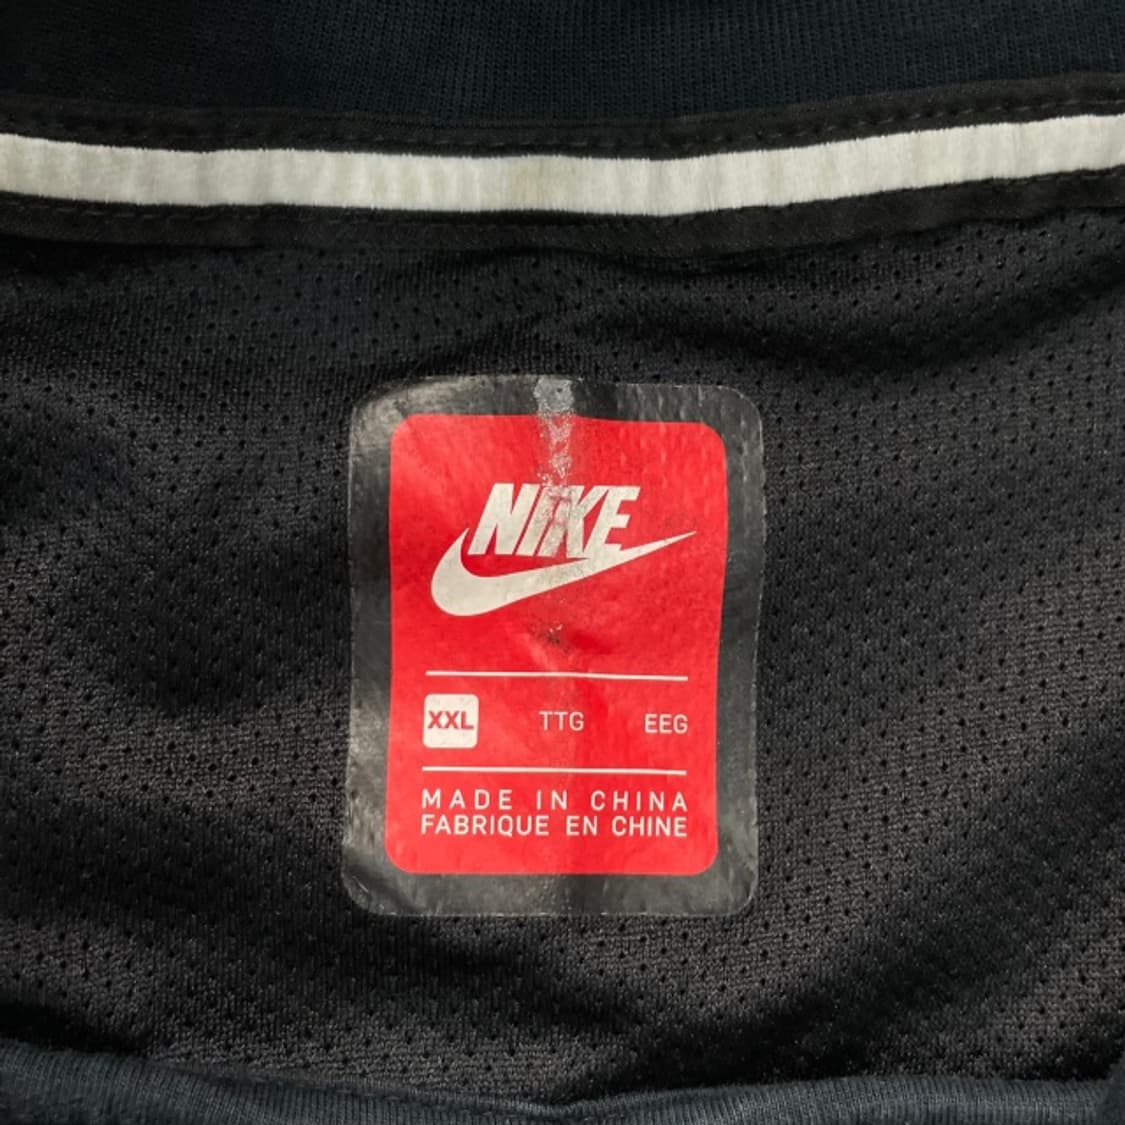 NIKE
XXL TTG EEG
MADE IN CHINA
FABRIQUE EN CHINE